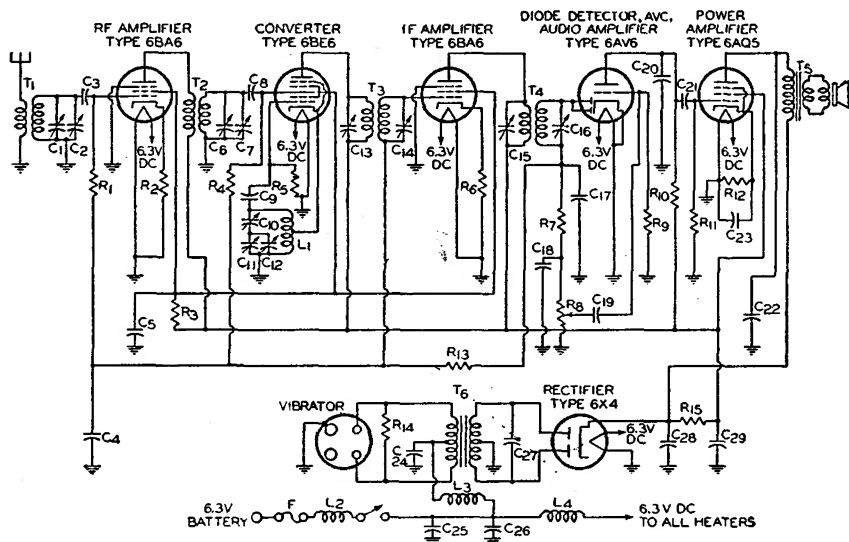 RF AMPLIFIER
TYPE 6BA6
CONVERTER
TYPE 6BE6
IF AMPLIFIER
TYPE 6BA6
DIODE DETECTOR, AVC,
AUDIO AMPLIFIER
TYPE 6AV6
POWER
AMPLIFIER
TYPE 6AQ5
T1
C3
T2
C8
T3
T4
C20
C21
T5
C1
C2
6.3V
DC
C6
C7
6.3V
DC
C13
C14
6.3V
DC
C15
C16
6.3V
DC
6.3V
DC
R1
R2
R4
R5
C9
C10
C11
C12
L1
R6
C17
R7
C18
R8
C19
R9
R10
R11
R12
C23
C5
R3
C22
R13
C4
VIBRATOR
R14
C24
T6
C27
RECTIFIER
TYPE 6X4
6.3V
DC
R15
C28
C29
L3
6.3V
BATTERY
F
L2
C25
C26
L4
6.3V DC
TO ALL HEATERS